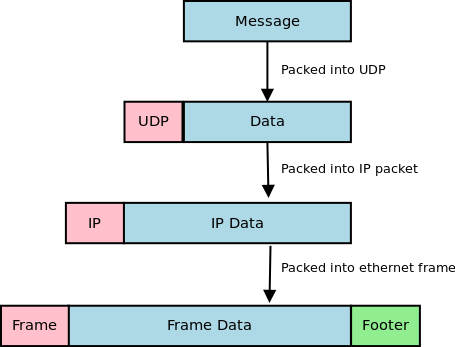 Message
Packed into UDP
UDP Data
Packed into IP packet
IP IP Data
Packed into ethernet frame
Frame Frame Data Footer